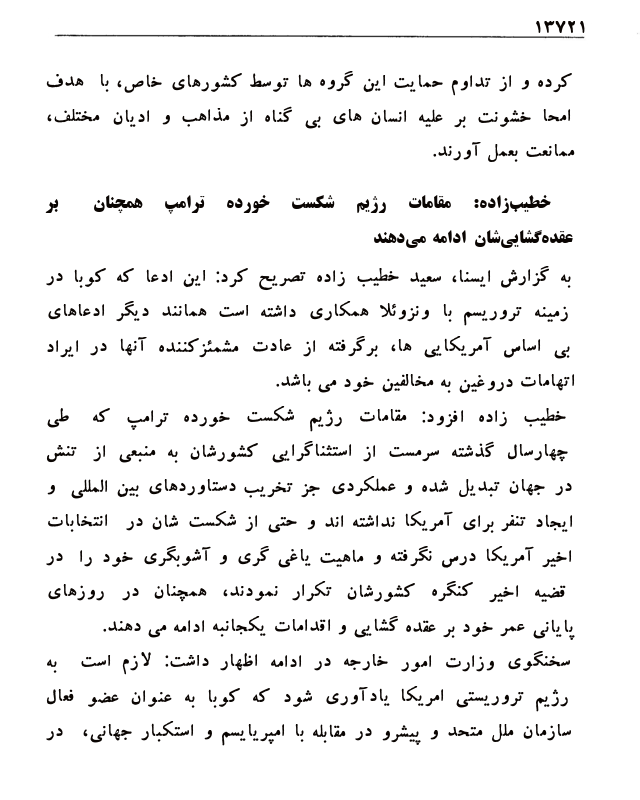 ۱۳۷۲۱
کرده و از تداوم حمایت این گروه ها توسط کشورهای خاص، با هدف
امحا خشونت بر علیه انسان های بی گناه از مذاهب و ادیان مختلف،
ممانعت بعمل آورند.
خطیب‌زاده: مقامات رژیم شکست خورده ترامپ همچنان بر
عقده‌گشایی‌شان ادامه می‌دهند
به گزارش ایسنا، سعید خطیب زاده تصریح کرد: این ادعا که کوبا در
زمینه تروریسم با ونزوئلا همکاری داشته است همانند دیگر ادعاهای
بی اساس آمریکایی ها، برگرفته از عادت مشمئزکننده آنها در ایراد
اتهامات دروغین به مخالفین خود می باشد.
خطیب زاده افزود: مقامات رژیم شکست خورده ترامپ که طی
چهارسال گذشته سرمست از استثناگرایی کشورشان به منبعی از تنش
در جهان تبدیل شده و عملکردی جز تخریب دستاوردهای بین المللی و
ایجاد تنفر برای آمریکا نداشته اند و حتی از شکست شان در انتخابات
اخیر آمریکا درس نگرفته و ماهیت یاغی گری و آشوبگری خود را در
قضیه اخیر کنگره کشورشان تکرار نمودند، همچنان در روزهای
پایانی عمر خود بر عقده گشایی و اقدامات یکجانبه ادامه می دهند.
سخنگوی وزارت امور خارجه در ادامه اظهار داشت: لازم است به
رژیم تروریستی امریکا یادآوری شود که کوبا به عنوان عضو فعال
سازمان ملل متحد و پیشرو در مقابله با امپریایسم و استکبار جهانی، در